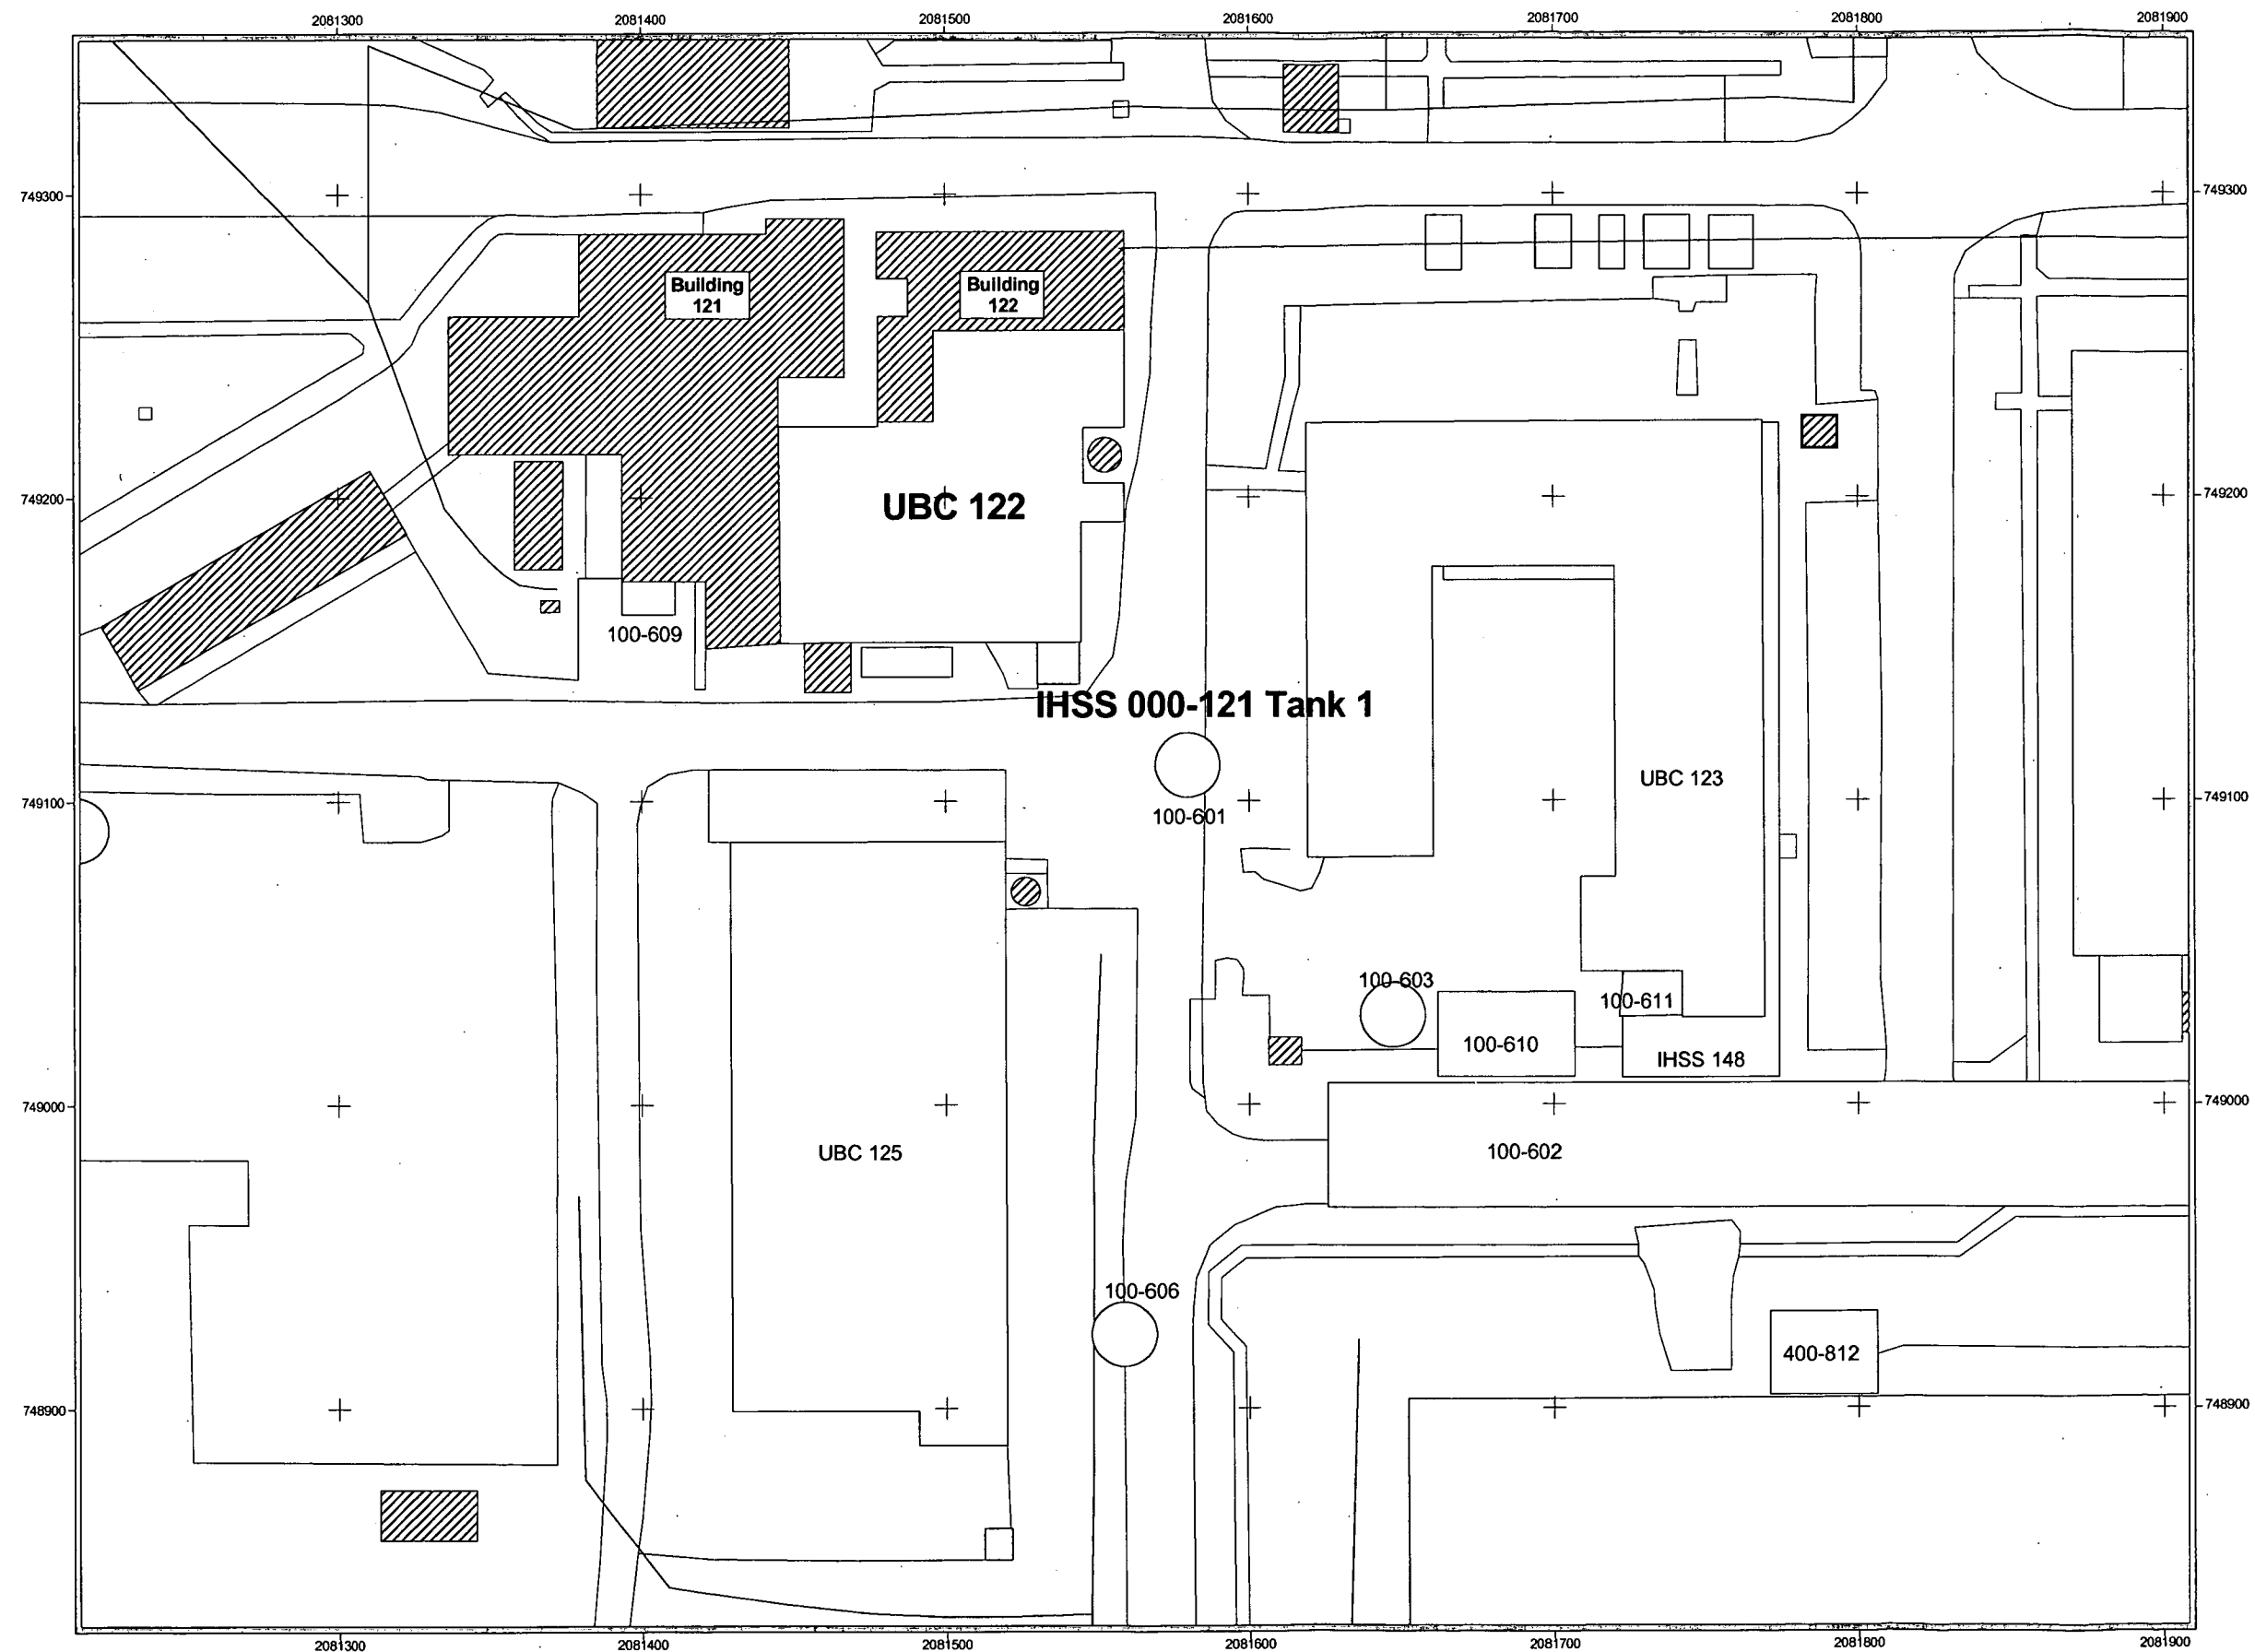 2081300 2081400 2081500 2081600 2081700 2081800 2081900
749300 749300
Building
121
Building
122
749200 UBC 122 749200
100-609
IHSS 000-121 Tank 1
UBC 123
749100 749100
100-601
100-603
100-611
100-610
IHSS 148
749000 749000
UBC 125 100-602
100-606
400-812
748900 748900
2081300 2081400 2081500 2081600 2081700 2081800 2081900